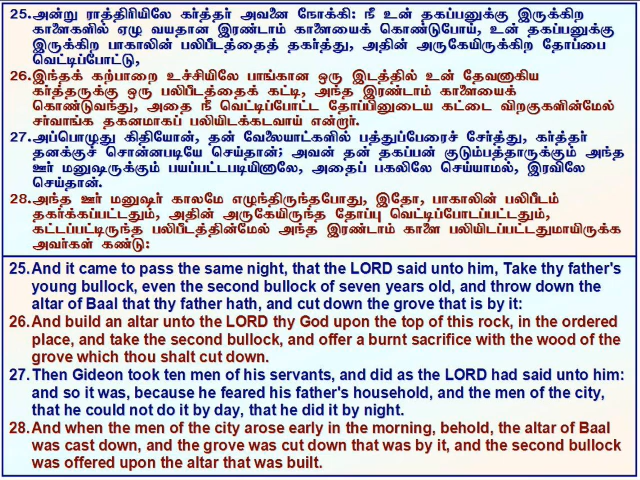 25.அன்று ராத்திரியிலே கர்த்தர் அவனை நோக்கி: நீ உன் தகப்பனுக்கு இருக்கிற
காளைகளில் ஏழு வயதான இரண்டாம் காளையைக் கொண்டுபோய், உன் தகப்பனுக்கு
இருக்கிற பாகாலின் பலிபீடத்தைத் தகர்த்து, அதின் அருகேயிருக்கிற தோப்பை
வெட்டிப்போட்டு,
26.இந்தக் கற்பாறை உச்சியிலே பாங்கான ஒரு இடத்தில் உன் தேவனாகிய
கர்த்தருக்கு ஒரு பலிபீடத்தைக் கட்டி, அந்த இரண்டாம் காளையைக்
கொண்டுவந்து, அதை நீ வெட்டிப்போட்ட தோப்பினுடைய கட்டை விறகுகளின்மேல்
சர்வாங்க தகனமாகப் பலியிடக்கடவாய் என்றார்.
27.அப்பொழுது கிதியோன், தன் வேலையாட்களில் பத்துப்பேரைச் சேர்த்து, கர்த்தர்
தனக்குச் சொன்னபடியே செய்தான்; அவன் தன் தகப்பன் குடும்பத்தாருக்கும் அந்த
ஊர் மனுஷருக்கும் பயப்பட்டபடியினாலே, அதைப் பகலிலே செய்யாமல், இரவிலே
செய்தான்.
28.அந்த ஊர் மனுஷர் காலமே எழுந்திருந்தபோது, இதோ, பாகாலின் பலிபீடம்
தகர்க்கப்பட்டதும், அதின் அருகேயிருந்த தோப்பு வெட்டிப்போடப்பட்டதும்,
கட்டப்பட்டிருந்த பலிபீடத்தின்மேல் அந்த இரண்டாம் காளை பலியிடப்பட்டதுமாயிருக்க
அவர்கள் கண்டு:
25.And it came to pass the same night, that the LORD said unto him, Take thy father's
young bullock, even the second bullock of seven years old, and throw down the
altar of Baal that thy father hath, and cut down the grove that is by it:
26.And build an altar unto the LORD thy God upon the top of this rock, in the ordered
place, and take the second bullock, and offer a burnt sacrifice with the wood of the
grove which thou shalt cut down.
27.Then Gideon took ten men of his servants, and did as the LORD had said unto him:
and so it was, because he feared his father's household, and the men of the city,
that he could not do it by day, that he did it by night.
28.And when the men of the city arose early in the morning, behold, the altar of Baal
was cast down, and the grove was cut down that was by it, and the second bullock
was offered upon the altar that was built.